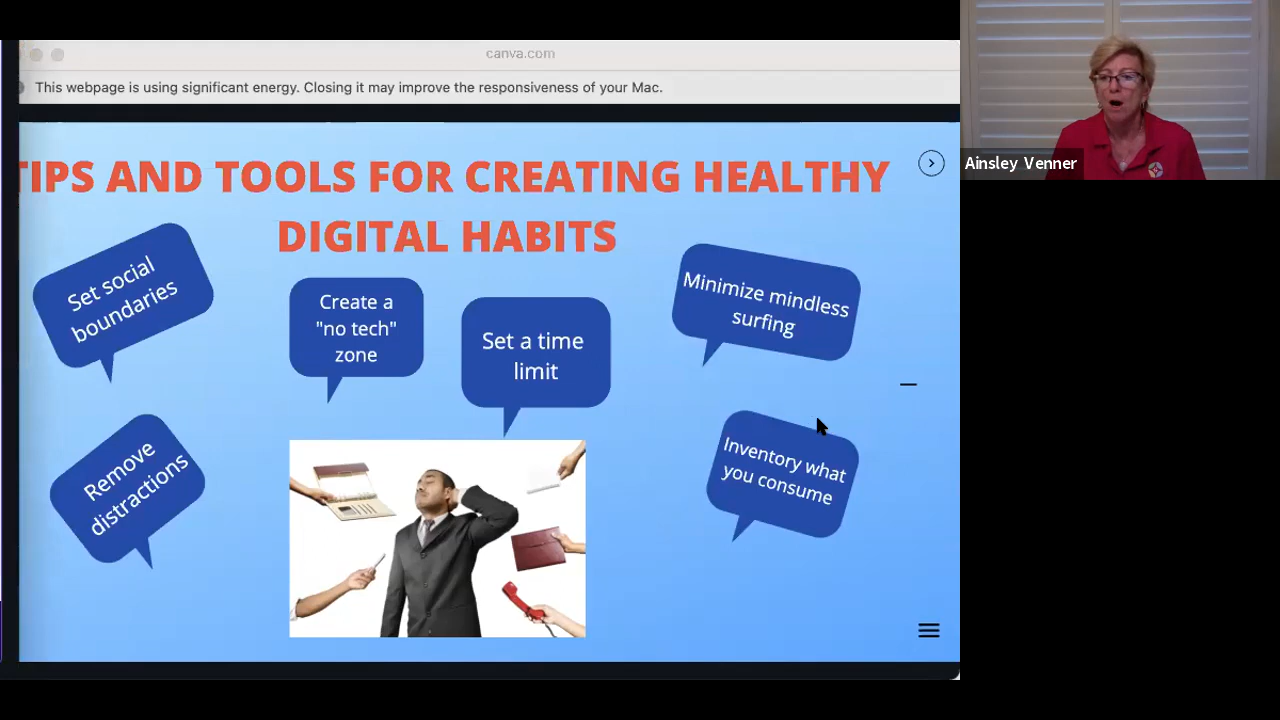 canva.com
This webpage is using significant energy. Closing it may improve the responsiveness of your Mac.
TIPS AND TOOLS FOR CREATING HEALTHY
DIGITAL HABITS
Set social
boundaries
Create a
"no tech"
zone
Set a time
limit
Minimize mindless
surfing
Remove
distractions
Inventory what
you consume
Ainsley Venner